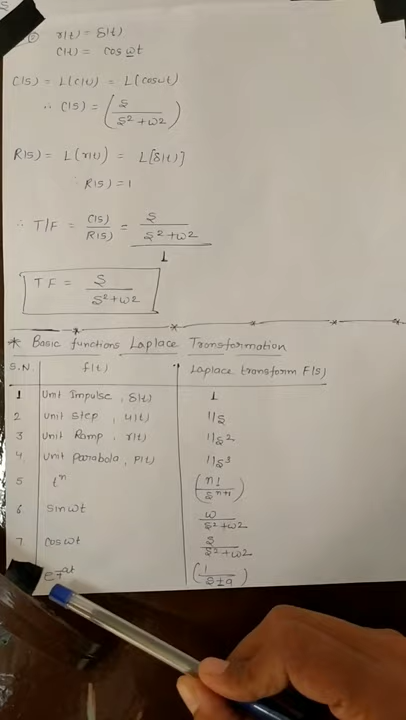 r(t) = δ(t)
C(t) = cos ωt
C(s) = L(c(t)) = L(cosωt)
∴ C(s) = (s / s²+ω2)
R(s) = L(r(t)) = L[δ(t)]
∴ R(s) = 1
∴ T/F = C(s)/R(s) = s / s²+ω2 / 1
TF = s / s²+ω2
* Basic functions Laplace Transformation
S.N. f(t) Laplace transform F(s)
1 Unit Impulse, δ(t) 1
2 Unit Step, u(t) 1/s
3 Unit Ramp, r(t) 1/s2
4. Unit Parabola, P(t) 1/s3
5 tⁿ (n! / sⁿ⁺¹)
6 sinωt ω / s²+ω2
7. cosωt s / s²+ω2
e∓at (1 / s±a)